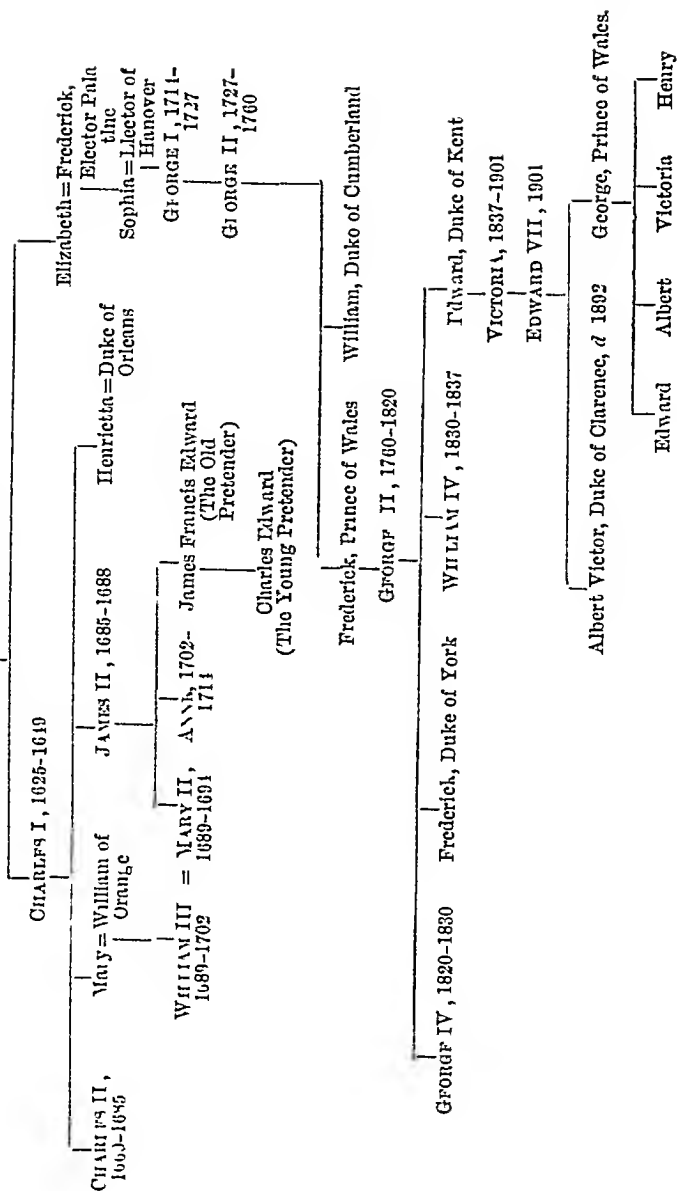 CHARLES I, 1625-1649
Elizabeth=Frederick,
Elector Pala
tine
CHARLES II,
1660-1685
Mary=William of
Orange
JAMES II, 1685-1688
Henrietta=Duke of
Orleans
Sophia=Elector of
Hanover
WILLIAM III
1689-1702
= MARY II,
1689-1694
ANNE, 1702-
1714
James Francis Edward
(The Old
Pretender)
GEORGE I, 1714-
1727
Charles Edward
(The Young Pretender)
GEORGE II, 1727-
1760
Frederick, Prince of Wales
William, Duke of Cumberland
GEORGE II, 1760-1820
GEORGE IV, 1820-1830
Frederick, Duke of York
WILLIAM IV, 1830-1837
Edward, Duke of Kent
VICTORIA, 1837-1901
EDWARD VII, 1901
Albert Victor, Duke of Clarence, d 1892
George, Prince of Wales.
Edward
Albert
Victoria
Henry